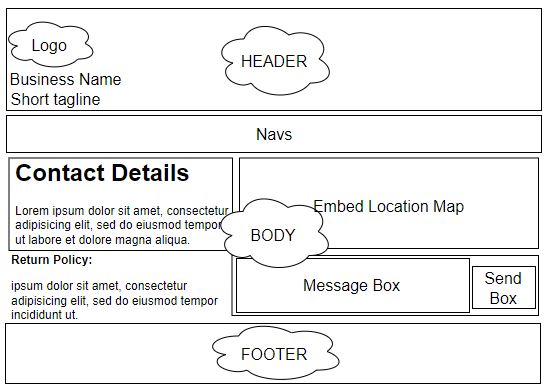 Logo
HEADER
Business Name
Short tagline
Navs
Contact Details
Lorem ipsum dolor sit amet, consectetur
adipisicing elit, sed do eiusmod tempor
ut labore et dolore magna aliqua.
Embed Location Map
BODY
Return Policy:
ipsum dolor sit amet, consectetur
adipisicing elit, sed do eiusmod tempor
incididunt ut.
Message Box
Send
Box
FOOTER